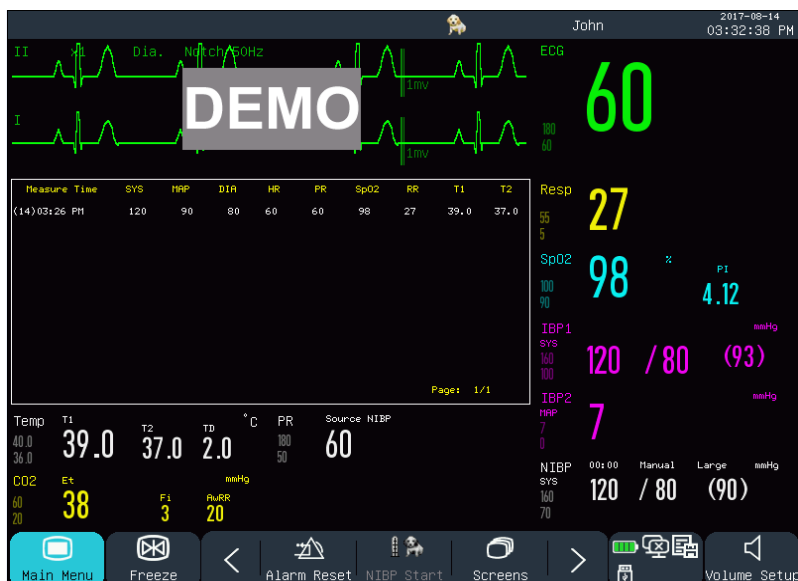 John
2017-08-14
03:32:38 PM
II x1 Dia. Notch 50Hz
1mv
DEMO
I
1mv
ECG
60
180
60
Measure Time SYS MAP DIA HR PR SpO2 RR T1 T2
(14)03:26 PM 120 90 80 60 60 98 27 39.0 37.0
Page: 1/1
Resp
27
55
5
SpO2 %
98
100
90
PI
4.12
IBP1 mmHg
SYS
160
100
120 / 80 (93)
IBP2 mmHg
MAP
7
0
7
Temp T1 T2 TD °C
40.0
36.0
39.0 37.0 2.0
PR Source NIBP
180
50
60
CO2 Et Fi AwRR mmHg
60
20
38 3 20
NIBP 00:00 Manual Large mmHg
SYS
160
70
120 / 80 (90)
Main Menu Freeze Alarm Reset NIBP Start Screens Volume Setup